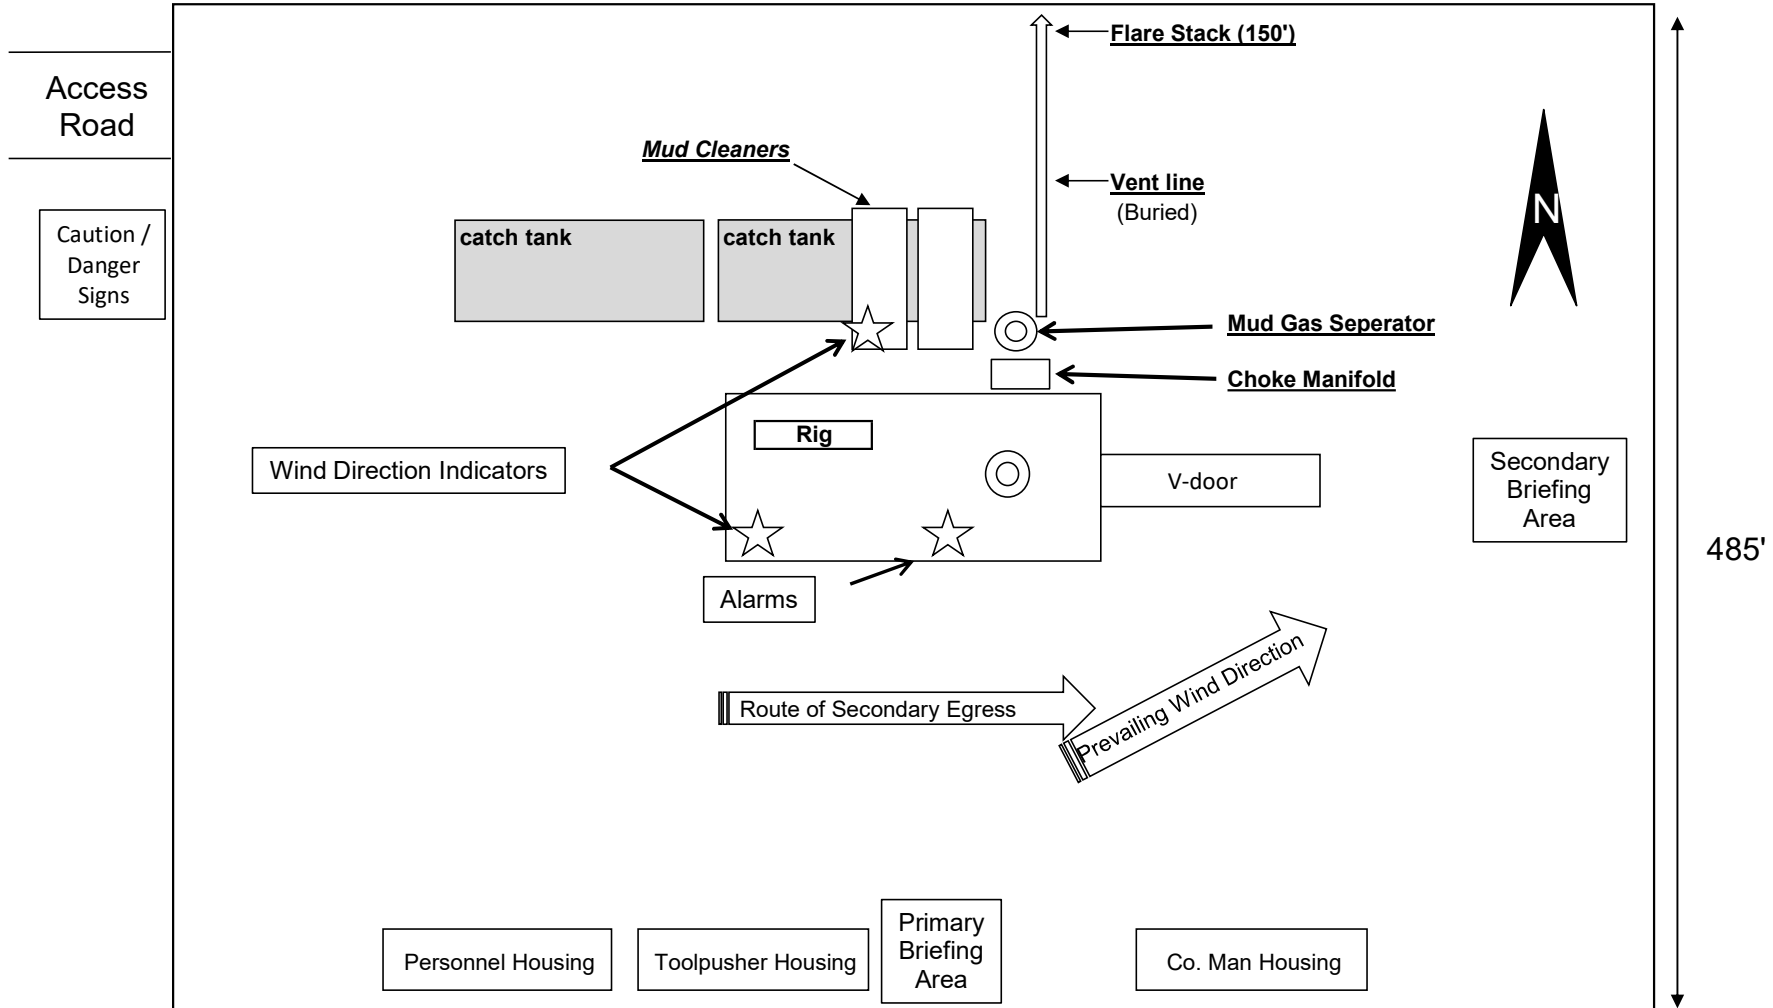 Flare Stack (150')
Access
Road
Mud Cleaners
Vent line
(Buried)
N
Caution /
Danger
Signs
catch tank
catch tank
Mud Gas Seperator
Choke Manifold
Rig
Wind Direction Indicators
V-door
Secondary
Briefing
Area
485'
Alarms
Prevailing Wind Direction
Route of Secondary Egress
Primary
Briefing
Area
Personnel Housing
Toolpusher Housing
Co. Man Housing